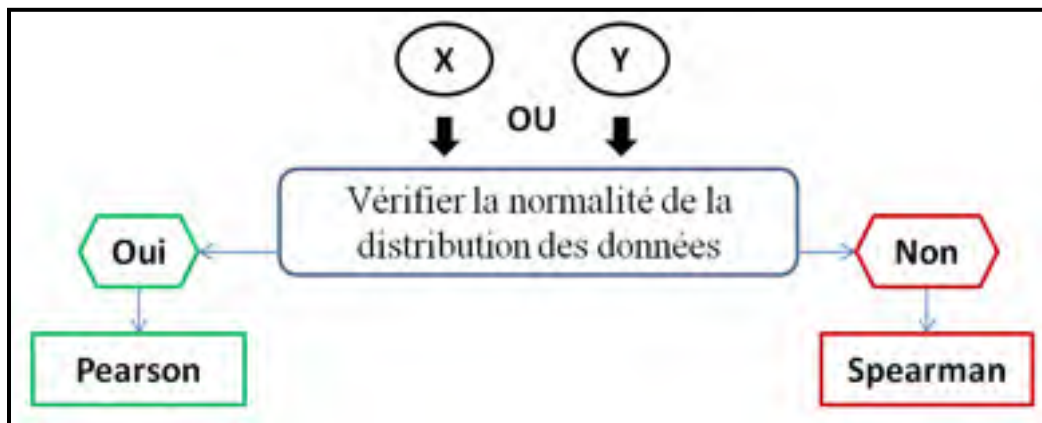 X
Y
OU
Vérifier la normalité de la
distribution des données
Oui
Non
Pearson
Spearman